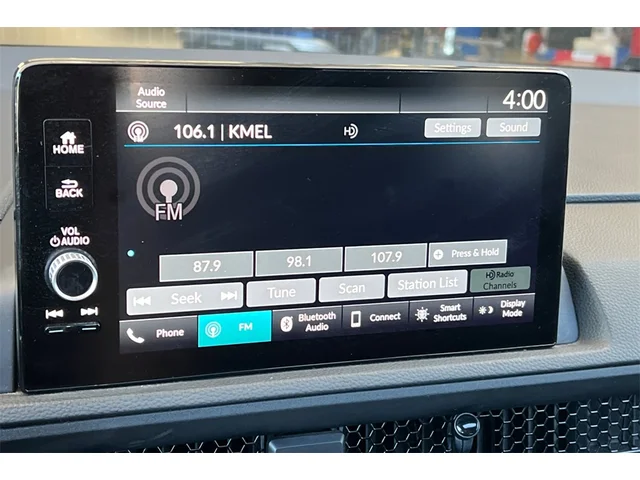 Audio Source
4:00
106.1 | KMEL
HD
Settings
Sound
HOME
BACK
FM
VOL
AUDIO
87.9
98.1
107.9
Press & Hold
Seek
Tune
Scan
Station List
HD Radio
Channels
Phone
FM
Bluetooth
Audio
Connect
Smart
Shortcuts
Display
Mode